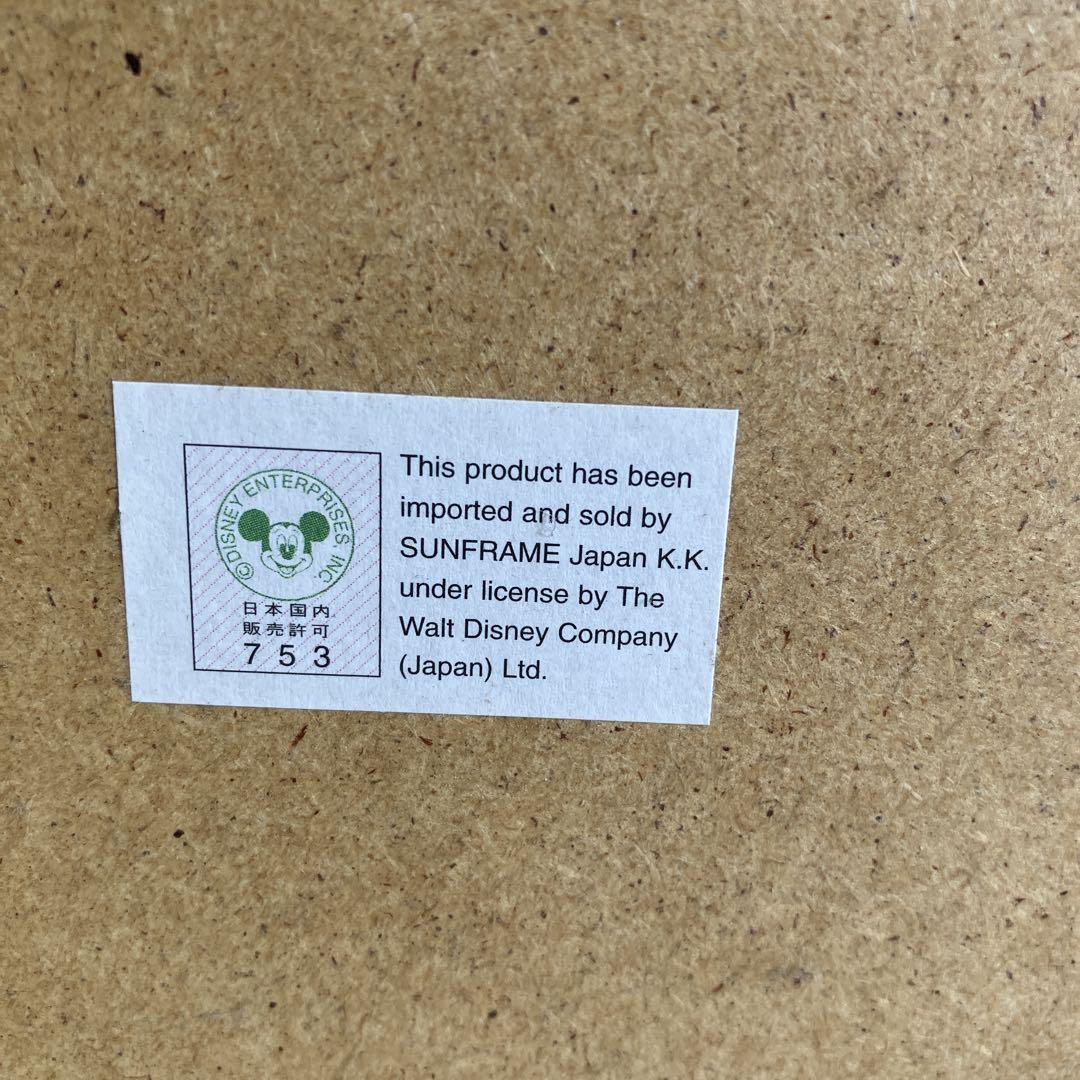 © DISNEY ENTERPRISES, INC
日本国内
販売許可
753
This product has been
imported and sold by
SUNFRAME Japan K.K.
under license by The
Walt Disney Company
(Japan) Ltd.